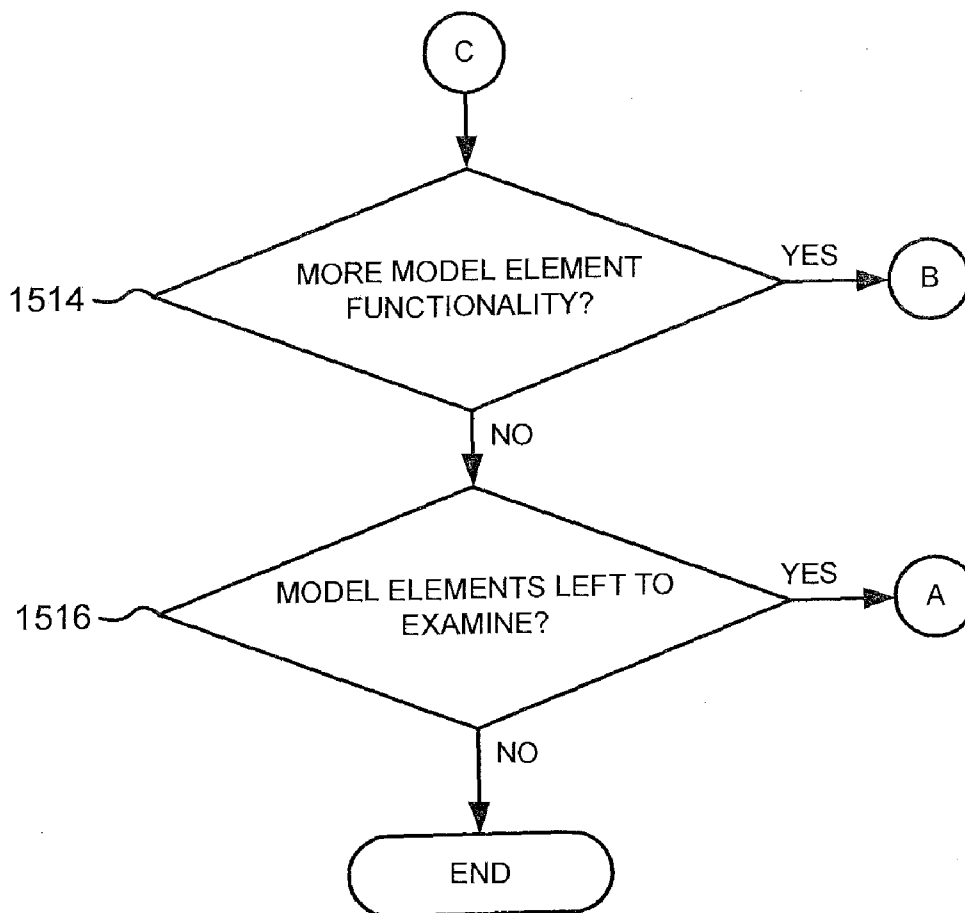 C
MORE MODEL ELEMENT
FUNCTIONALITY?
YES
B
1514
NO
MODEL ELEMENTS LEFT TO
EXAMINE?
YES
A
1516
NO
END